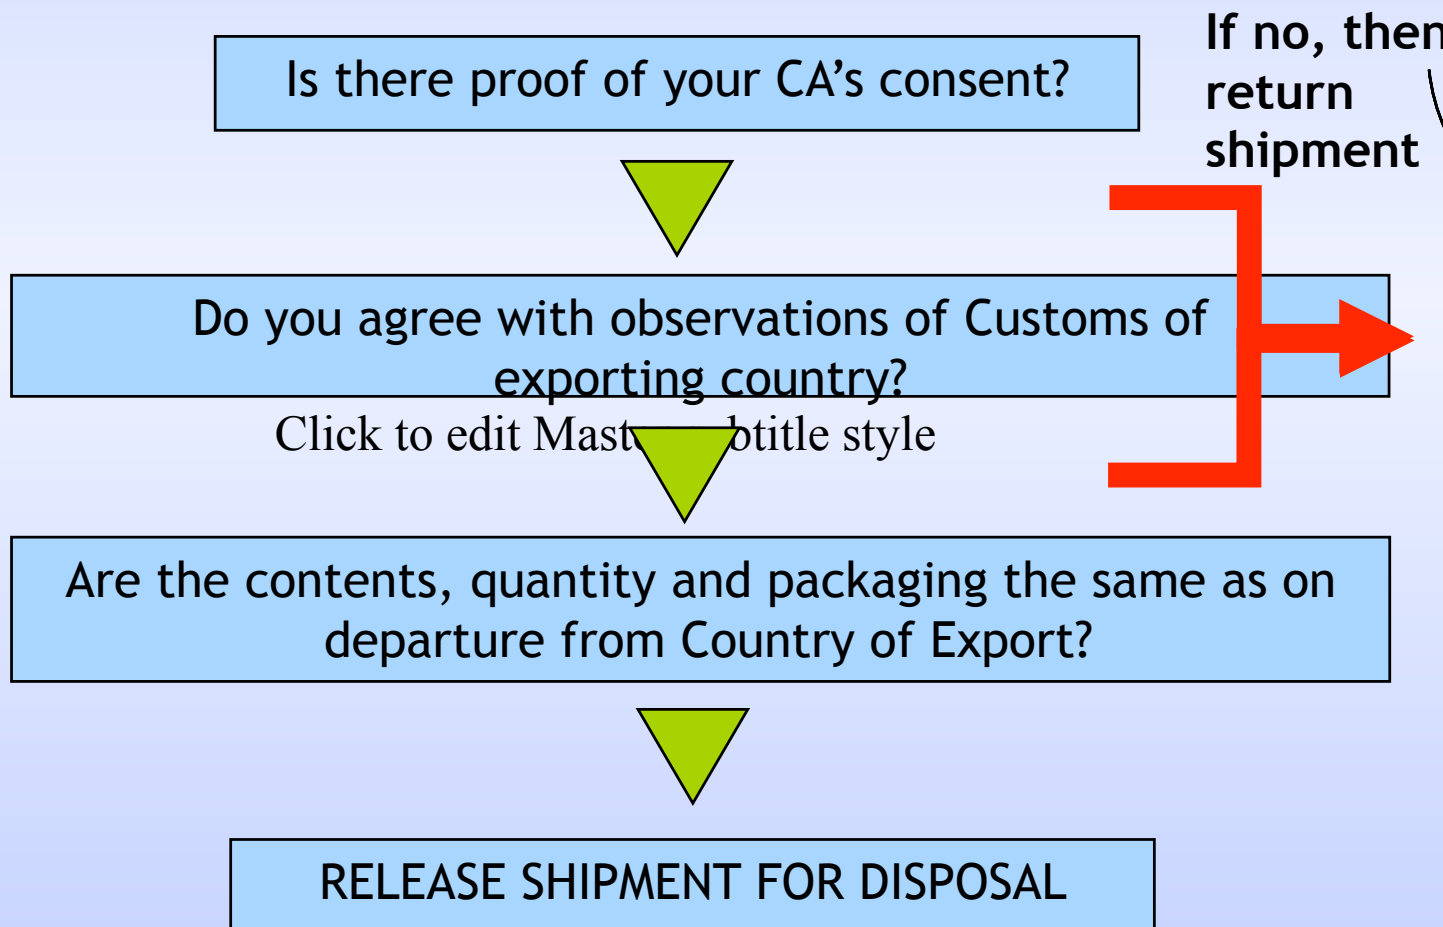 Is there proof of your CA’s consent?
If no, then
return
shipment
Do you agree with observations of Customs of
exporting country?
Click to edit Mast btitle style
Are the contents, quantity and packaging the same as on
departure from Country of Export?
RELEASE SHIPMENT FOR DISPOSAL